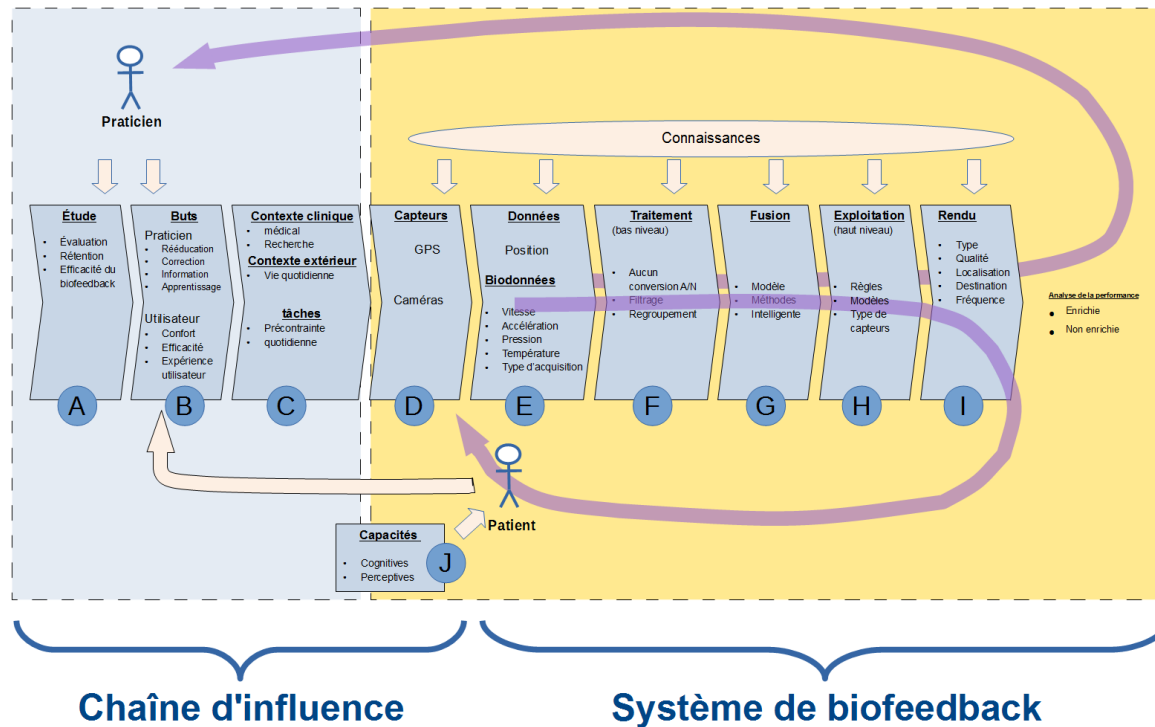 Praticien
Connaissances
Étude
Évaluation
Rétention
Efficacité du
biofeedback
A
Buts
Praticien
Rééducation
Correction
Information
Apprentissage
Utilisateur
Confort
Efficacité
Expérience
utilisateur
B
Contexte clinique
médical
Recherche
Contexte extérieur
Vie quotidienne
tâches
Précontrainte
quotidienne
C
Capteurs
GPS
Caméras
D
Données
Position
Biodonnées
Vitesse
Accélération
Pression
Température
Type d'acquisition
E
Traitement
(bas niveau)
Aucun
conversion A/N
Filtrage
Regroupement
F
Fusion
Modèle
Méthodes
Intelligente
G
Exploitation
(haut niveau)
Règles
Modèles
Type de
capteurs
H
Rendu
Type
Qualité
Localisation
Destination
Fréquence
I
Analyse de la performance
Enrichie
Non enrichie
Patient
Capacités
Cognitives
Perceptives
J
Chaîne d'influence
Système de biofeedback